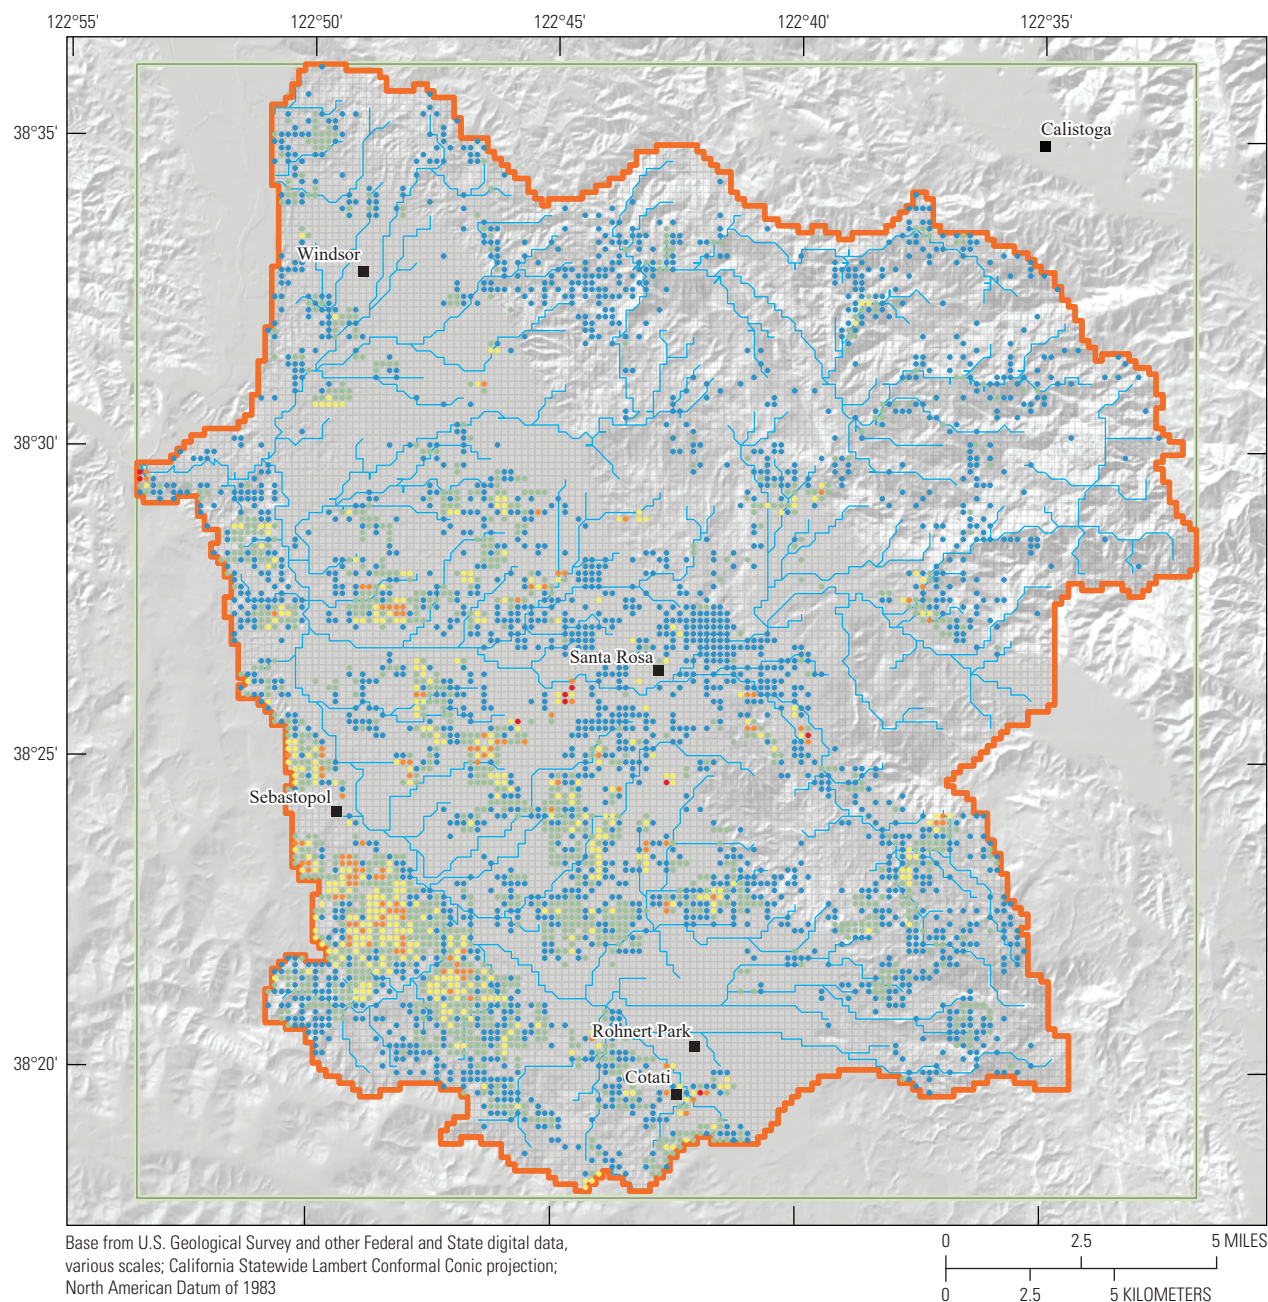 122°55' 122°50' 122°45' 122°40' 122°35'
38°35'
Calistoga
Windsor
38°30'
Santa Rosa
38°25'
Sebastopol
Rohnert Park
38°20'
Cotati
Base from U.S. Geological Survey and other Federal and State digital data,
various scales; California Statewide Lambert Conformal Conic projection;
North American Datum of 1983
0 2.5 5 MILES
0 2.5 5 KILOMETERS